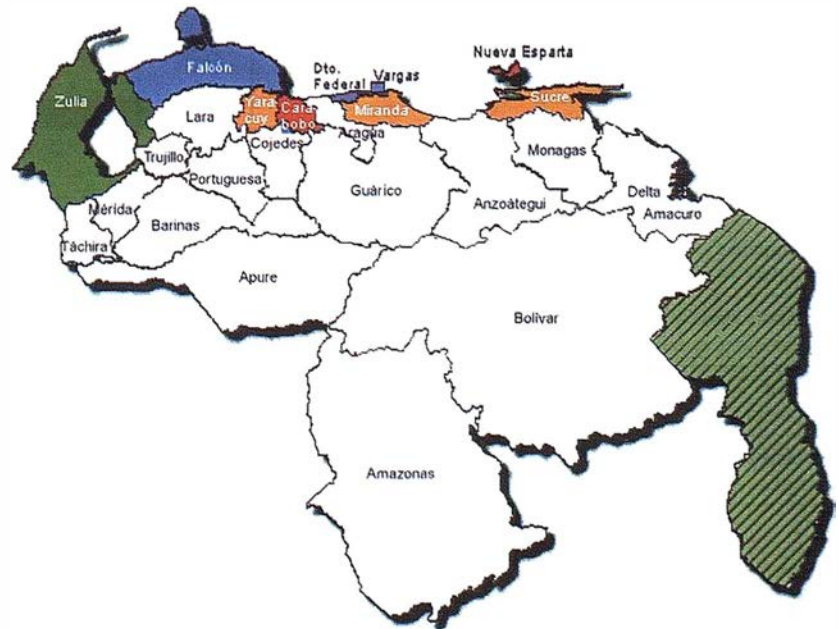 Nueva Esparta
Dto.
Federal
Vargas
Falcón
Zulia
Lara
Yara
cuy
Cara
bobo
Miranda
Sucre
Aragua
Trujillo
Cojedes
Monagas
Portuguesa
Guárico
Anzoátegui
Delta
Amacuro
Mérida
Barinas
Táchira
Apure
Bolívar
Amazonas